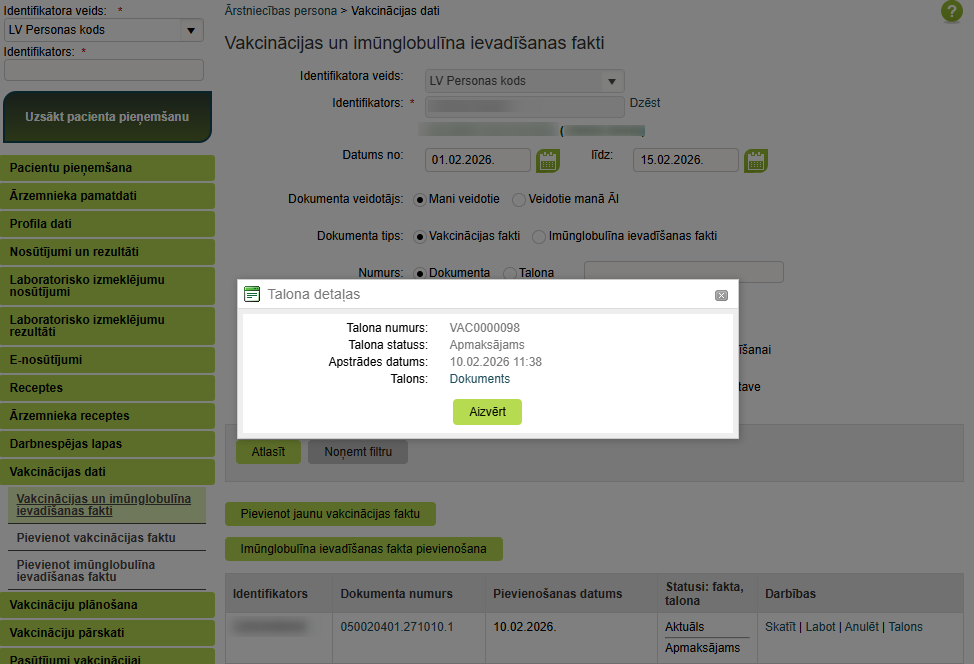 Identifikatora veids: *
LV Personas kods
Identifikators: *
Uzsākt pacienta pieņemšanu
Pacientu pieņemšana
Ārzemnieka pamatdati
Profila dati
Nosūtījumi un rezultāti
Laboratorisko izmeklējumu
nosūtījumi
Laboratorisko izmeklējumu
rezultāti
E-nosūtījumi
Receptes
Ārzemnieka receptes
Darbnespējas lapas
Vakcinācijas dati
Vakcinācijas un imūnglobulīna
ievadīšanas fakti
Pievienot vakcinācijas faktu
Pievienot imūnglobulīna
ievadīšanas faktu
Vakcināciju plānošana
Vakcināciju pārskati
Pasūtījumi vakcinācijai
Ārstniecības persona > Vakcinācijas dati
?
Vakcinācijas un imūnglobulīna ievadīšanas fakti
Identifikatora veids: LV Personas kods
Identifikators: * Dzēst
(
Datums no: 01.02.2026. līdz: 15.02.2026.
Dokumenta veidotājs: Mani veidotie Veidotie manā ĀI
Dokumenta tips: Vakcinācijas fakti Imūnglobulīna ievadīšanas fakti
Numurs: Dokumenta Talona
Talona detaļas
Talona numurs: VAC0000098
Talona statuss: Apmaksājams
Apstrādes datums: 10.02.2026 11:38
Talons: Dokuments
Aizvērt
īšanai
tave
Atlasīt Noņemt filtru
Pievienot jaunu vakcinācijas faktu
Imūnglobulīna ievadīšanas fakta pievienošana
Identifikators Dokumenta numurs Pievienošanas datums Statusi: fakta, talona Darbības
050020401.271010.1 10.02.2026. Aktuāls Skatīt | Labot | Anulēt | Talons
Apmaksājams